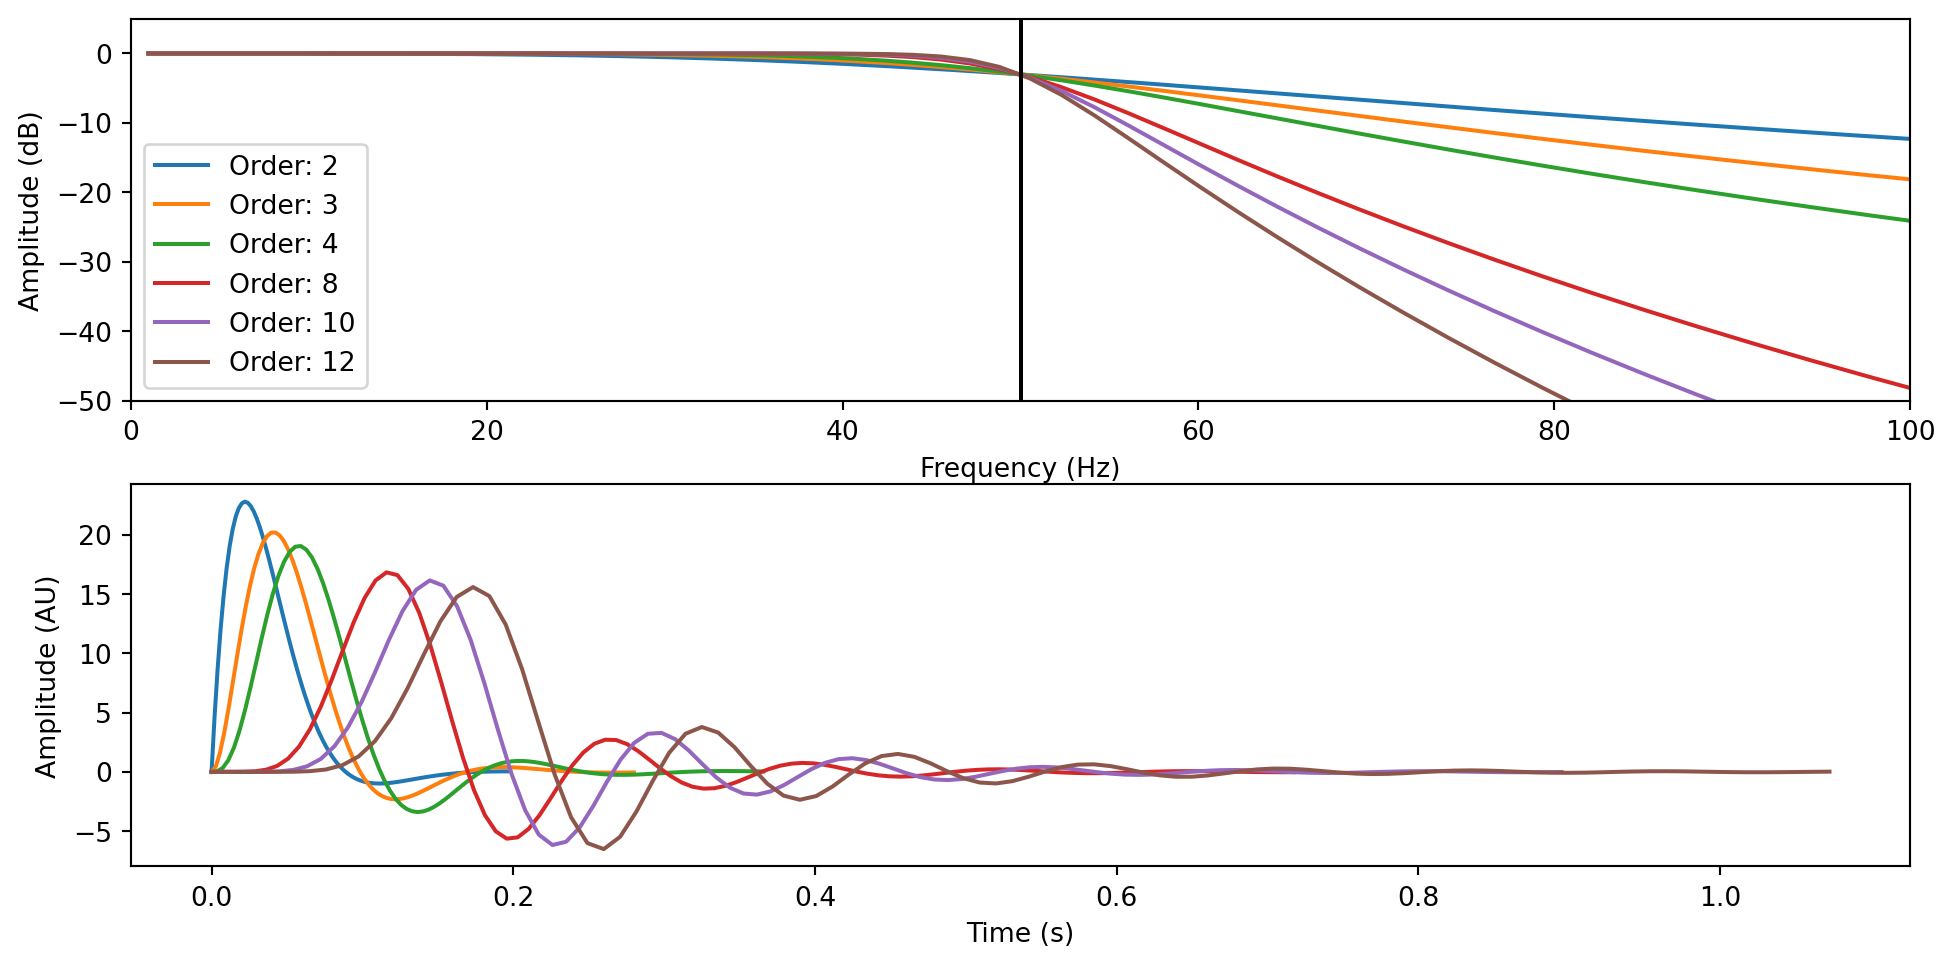 Amplitude (dB)
0
−10
−20
−30
−40
−50
Order: 2
Order: 3
Order: 4
Order: 8
Order: 10
Order: 12
0 20 40 60 80 100
Frequency (Hz)
Amplitude (AU)
20
15
10
5
0
−5
0.0 0.2 0.4 0.6 0.8 1.0
Time (s)